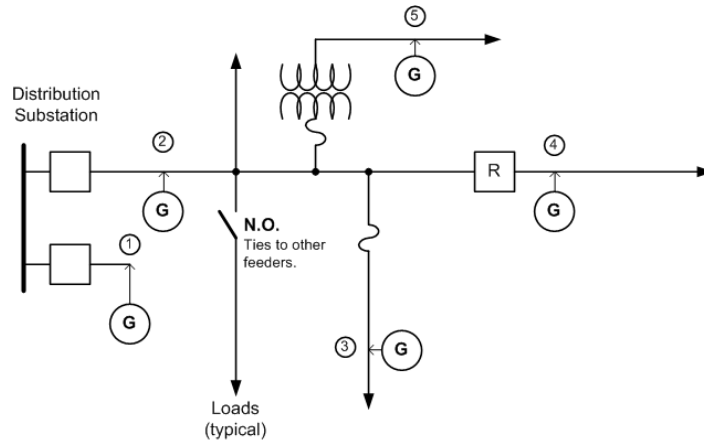 5
G
Distribution
Substation
2
4
R
G
G
N.O.
Ties to other
feeders.
1
G
3
G
Loads
(typical)